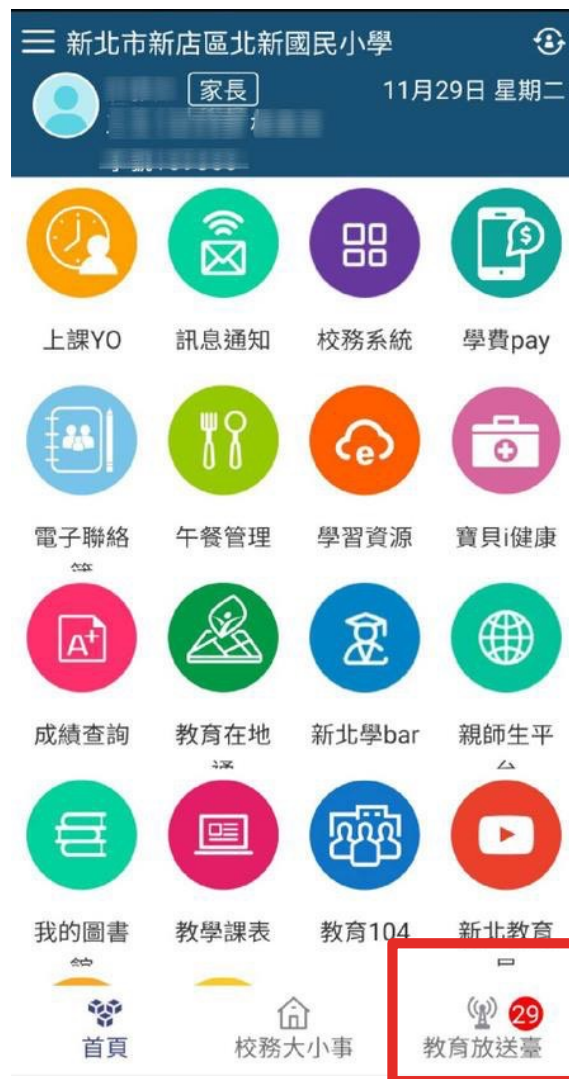 新北市新店區北新國民小學
家長
11月29日 星期二
上課YO
訊息通知
校務系統
學費pay
電子聯絡
午餐管理
學習資源
寶貝i健康
A+
成績查詢
教育在地
新北學bar
親師生平
我的圖書
教學課表
教育104
新北教育
29
首頁
校務大小事
教育放送臺